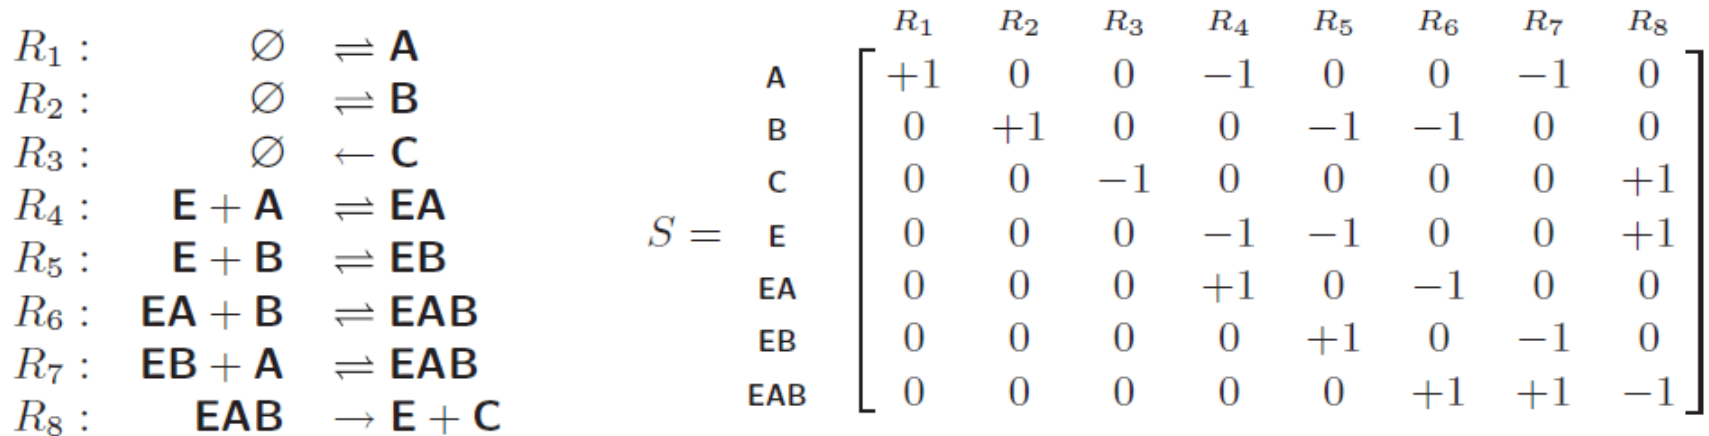 R₁ : ∅ ⇌ A
R₂ : ∅ ⇌ B
R₃ : ∅ ← C
R₄ : E + A ⇌ EA
R₅ : E + B ⇌ EB
R₆ : EA + B ⇌ EAB
R₇ : EB + A ⇌ EAB
R₈ : EAB → E + C
R₁ R₂ R₃ R₄ R₅ R₆ R₇ R₈
A +1 0 0 −1 0 0 −1 0
B 0 +1 0 0 −1 −1 0 0
C 0 0 −1 0 0 0 0 +1
S = E 0 0 0 −1 −1 0 0 +1
EA 0 0 0 +1 0 −1 0 0
EB 0 0 0 0 +1 0 −1 0
EAB 0 0 0 0 0 +1 +1 −1